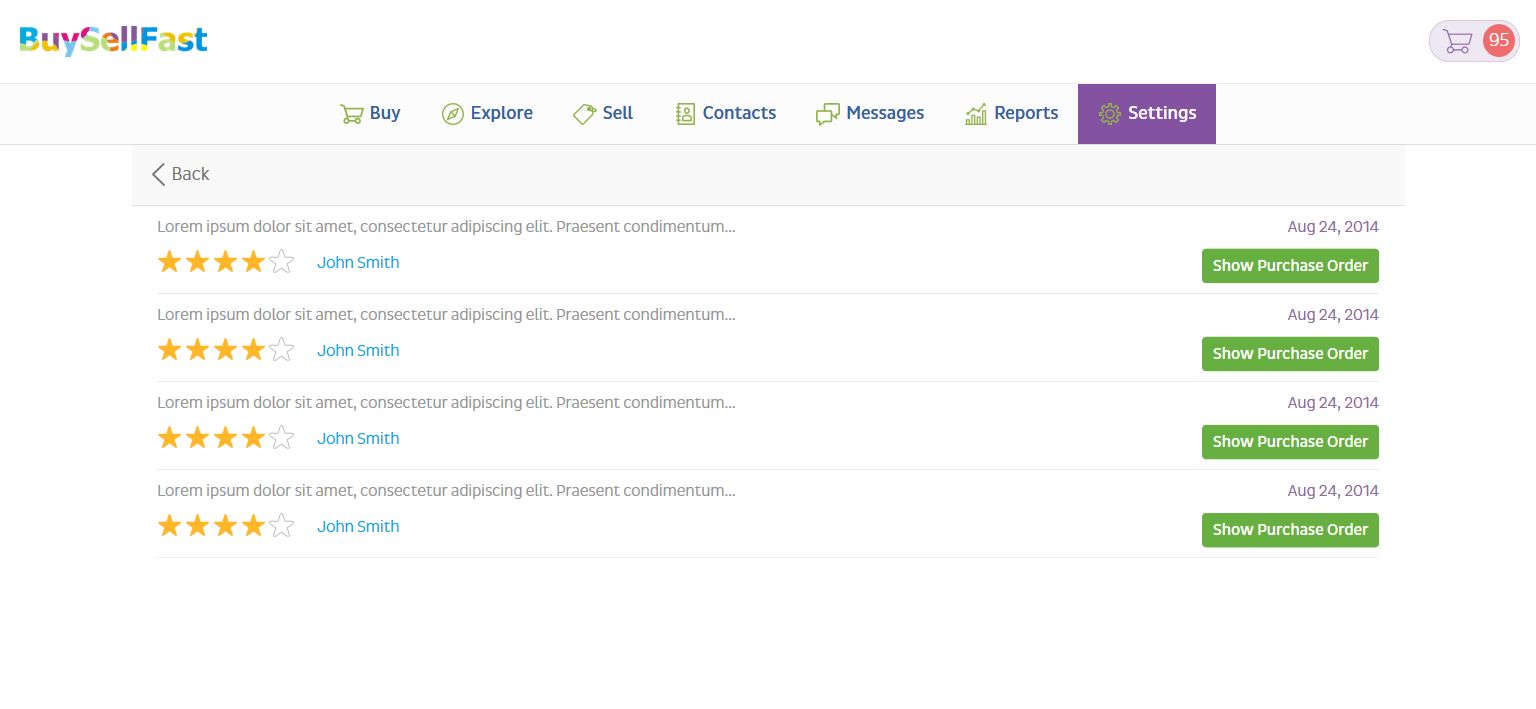 BuySellFast
95
Buy Explore Sell Contacts Messages Reports Settings
Back
Lorem ipsum dolor sit amet, consectetur adipiscing elit. Praesent condimentum... Aug 24, 2014
John Smith Show Purchase Order
Lorem ipsum dolor sit amet, consectetur adipiscing elit. Praesent condimentum... Aug 24, 2014
John Smith Show Purchase Order
Lorem ipsum dolor sit amet, consectetur adipiscing elit. Praesent condimentum... Aug 24, 2014
John Smith Show Purchase Order
Lorem ipsum dolor sit amet, consectetur adipiscing elit. Praesent condimentum... Aug 24, 2014
John Smith Show Purchase Order